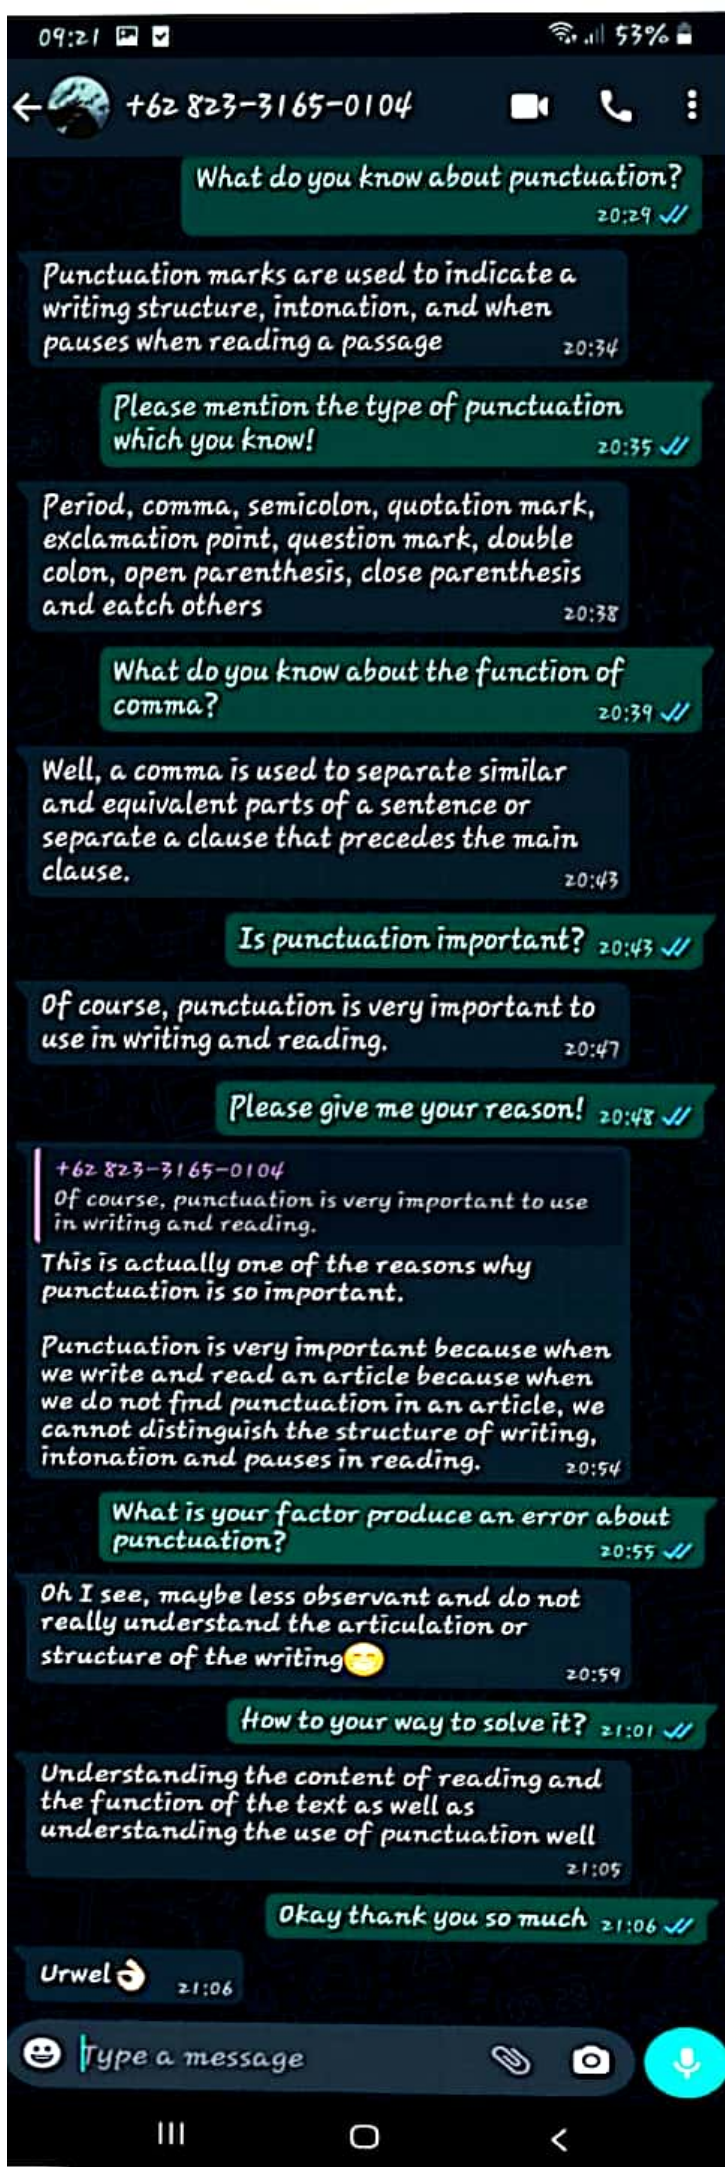 09:21 53%
+62 823-3165-0104
What do you know about punctuation?
20:29
Punctuation marks are used to indicate a
writing structure, intonation, and when
pauses when reading a passage
20:34
Please mention the type of punctuation
which you know!
20:35
Period, comma, semicolon, quotation mark,
exclamation point, question mark, double
colon, open parenthesis, close parenthesis
and eatch others
20:38
What do you know about the function of
comma?
20:39
Well, a comma is used to separate similar
and equivalent parts of a sentence or
separate a clause that precedes the main
clause.
20:43
Is punctuation important? 20:43
Of course, punctuation is very important to
use in writing and reading.
20:47
Please give me your reason! 20:48
+62 823-3165-0104
Of course, punctuation is very important to use
in writing and reading.
This is actually one of the reasons why
punctuation is so important.
Punctuation is very important because when
we write and read an article because when
we do not find punctuation in an article, we
cannot distinguish the structure of writing,
intonation and pauses in reading.
20:54
What is your factor produce an error about
punctuation?
20:55
Oh I see, maybe less observant and do not
really understand the articulation or
structure of the writing😁
20:59
How to your way to solve it? 21:01
Understanding the content of reading and
the function of the text as well as
understanding the use of punctuation well
21:05
Okay thank you so much 21:06
Urwel👌🏻 21:06
Type a message